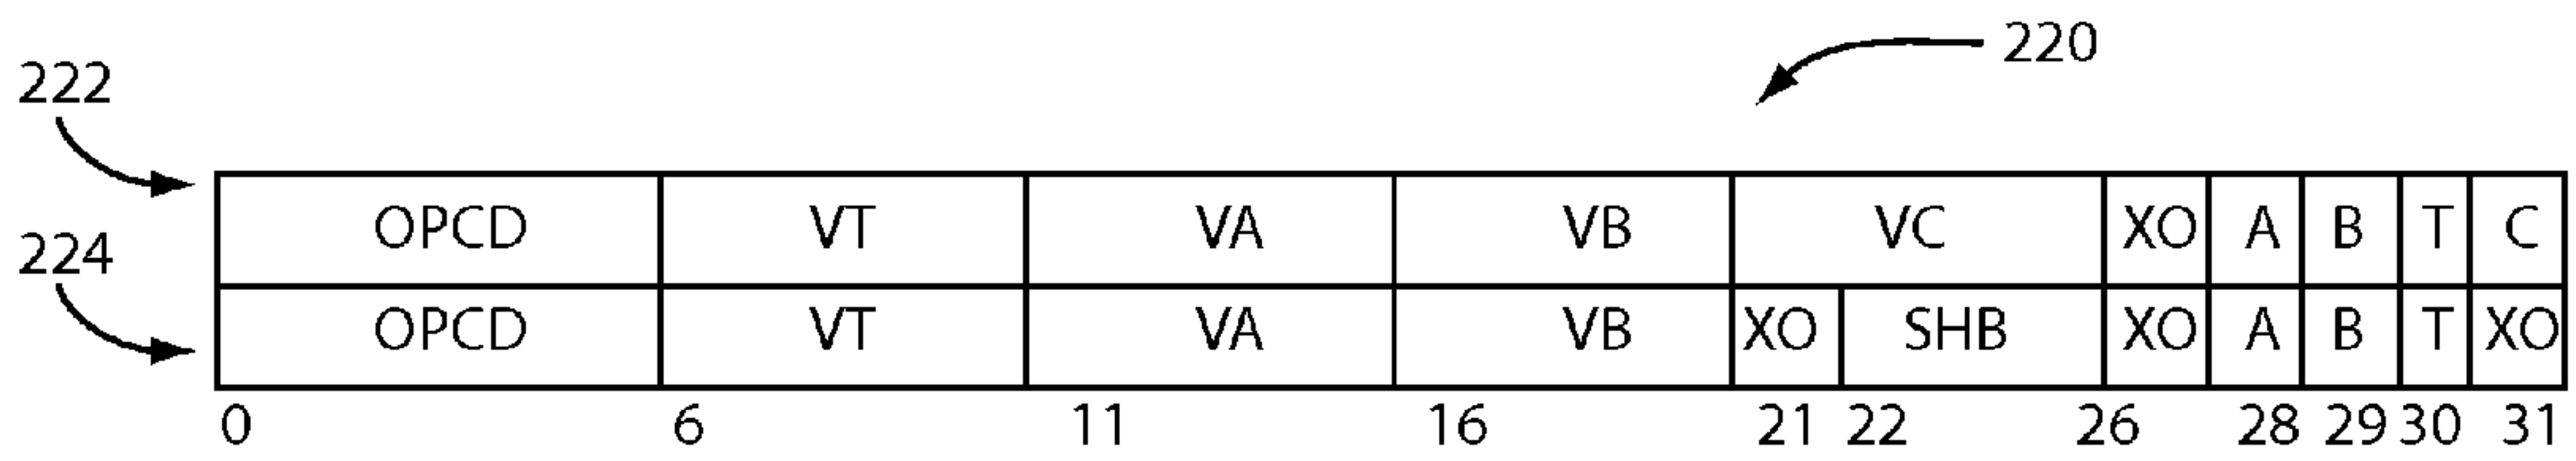 220
222
OPCD VT VA VB VC XO A B T C
224
OPCD VT VA VB XO SHB XO A B T XO
0 6 11 16 21 22 26 28 29 30 31